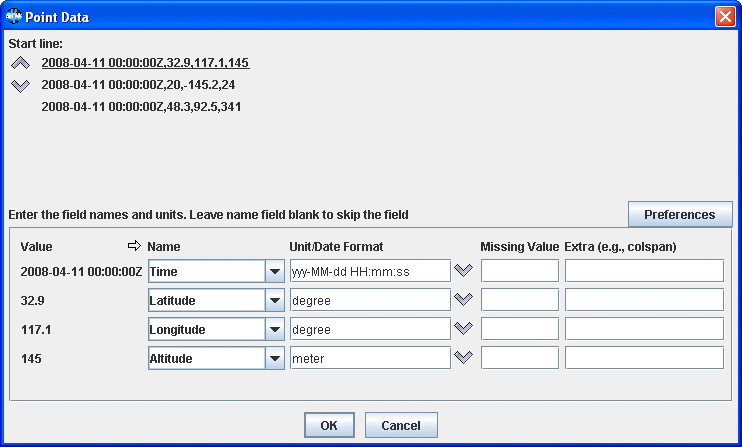 Point Data
Start line:
2008-04-11 00:00:00Z,32.9,117.1,145
2008-04-11 00:00:00Z,20,-145.2,24
2008-04-11 00:00:00Z,48.3,92.5,341
Enter the field names and units. Leave name field blank to skip the field Preferences
Value Name Unit/Date Format Missing Value Extra (e.g., colspan)
2008-04-11 00:00:00Z Time yyy-MM-dd HH:mm:ss
32.9 Latitude degree
117.1 Longitude degree
145 Altitude meter
OK Cancel